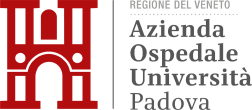 REGIONE DEL VENETO
Azienda
Ospedale
Università
Padova